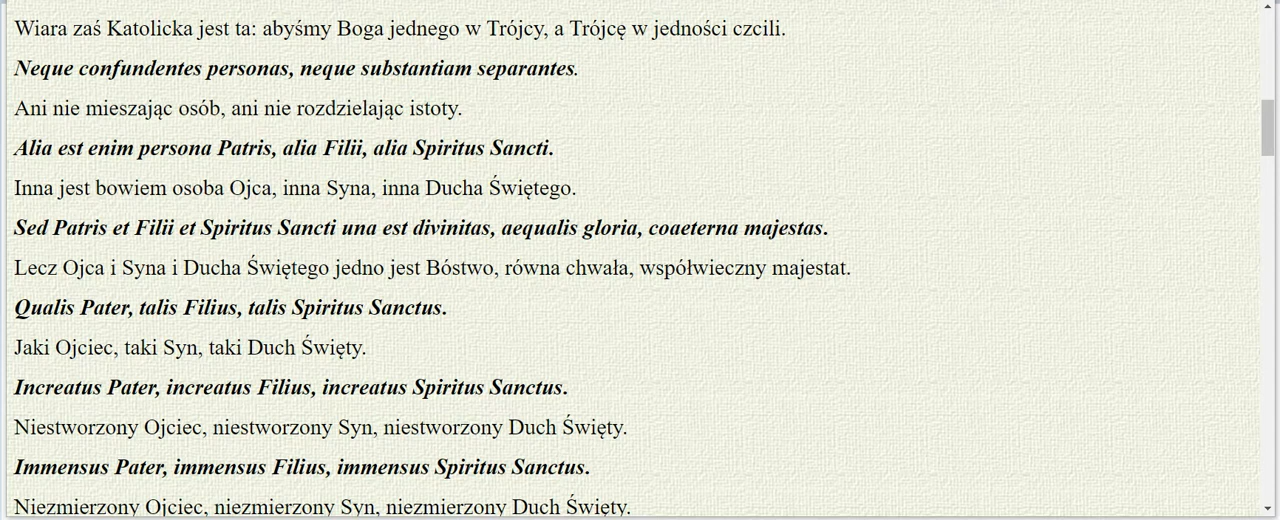 Wiara zaś Katolicka jest ta: abyśmy Boga jednego w Trójcy, a Trójcę w jedności czcili.
Neque confundentes personas, neque substantiam separantes.
Ani nie mieszając osób, ani nie rozdzielając istoty.
Alia est enim persona Patris, alia Filii, alia Spiritus Sancti.
Inna jest bowiem osoba Ojca, inna Syna, inna Ducha Świętego.
Sed Patris et Filii et Spiritus Sancti una est divinitas, aequalis gloria, coaeterna majestas.
Lecz Ojca i Syna i Ducha Świętego jedno jest Bóstwo, równa chwała, współwieczny majestat.
Qualis Pater, talis Filius, talis Spiritus Sanctus.
Jaki Ojciec, taki Syn, taki Duch Święty.
Increatus Pater, increatus Filius, increatus Spiritus Sanctus.
Niestworzony Ojciec, niestworzony Syn, niestworzony Duch Święty.
Immensus Pater, immensus Filius, immensus Spiritus Sanctus.
Niezmierzony Ojciec, niezmierzony Syn, niezmierzony Duch Święty.